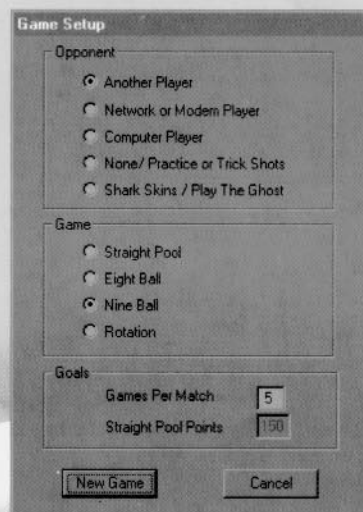 Game Setup
Opponent
Another Player
Network or Modem Player
Computer Player
None/ Practice or Trick Shots
Shark Skins / Play The Ghost
Game
Straight Pool
Eight Ball
Nine Ball
Rotation
Goals
Games Per Match 5
Straight Pool Points 150
New Game Cancel